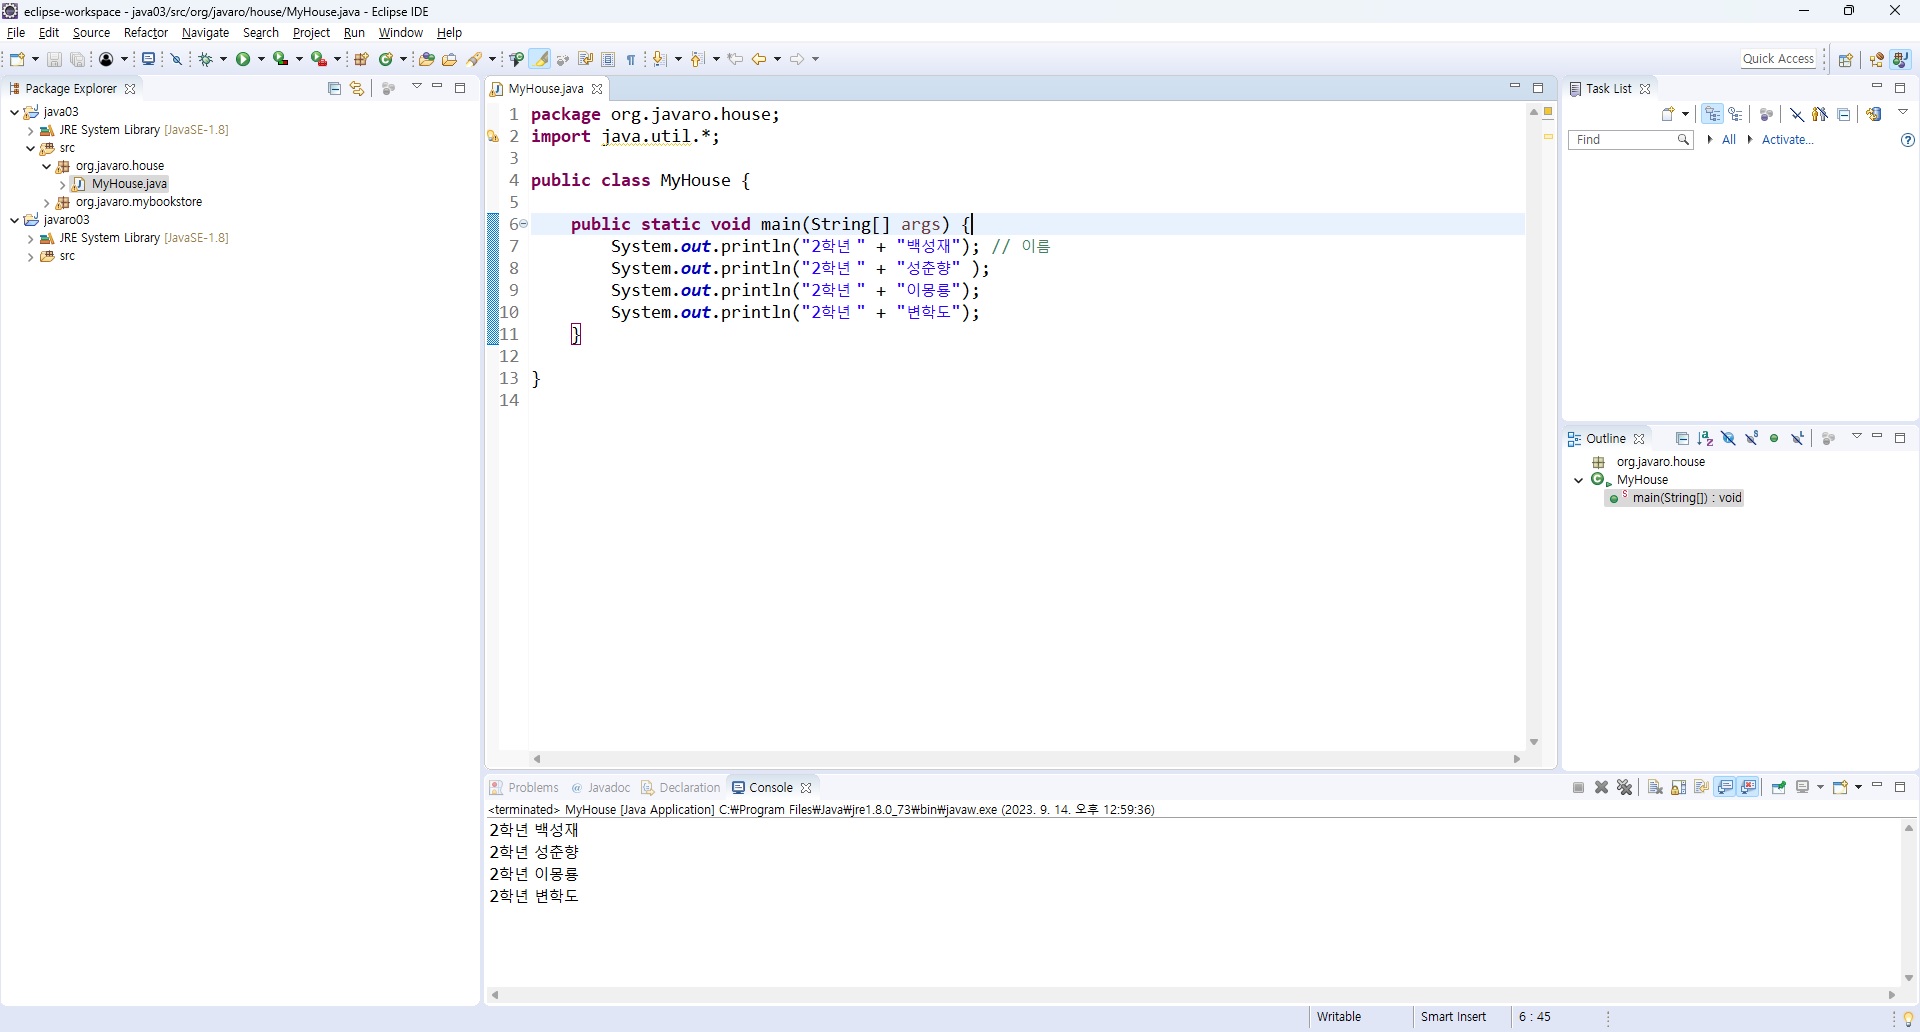 eclipse-workspace - java03/src/org/javaro/house/MyHouse.java - Eclipse IDE
File Edit Source Refactor Navigate Search Project Run Window Help
Quick Access
Package Explorer
java03
JRE System Library [JavaSE-1.8]
src
org.javaro.house
MyHouse.java
org.javaro.mybookstore
javaro03
JRE System Library [JavaSE-1.8]
src
MyHouse.java
1 package org.javaro.house;
2 import java.util.*;
3
4 public class MyHouse {
5
6 public static void main(String[] args) {
7 System.out.println("2학년 " + "백성재"); // 이름
8 System.out.println("2학년 " + "성춘향" );
9 System.out.println("2학년 " + "이몽룡");
10 System.out.println("2학년 " + "변학도");
11 }
12
13 }
14
Task List
Find All Activate...
Outline
org.javaro.house
MyHouse
main(String[]) : void
Problems Javadoc Declaration Console
<terminated> MyHouse [Java Application] C:₩Program Files₩Java₩jre1.8.0_73₩bin₩javaw.exe (2023. 9. 14. 오후 12:59:36)
2학년 백성재
2학년 성춘향
2학년 이몽룡
2학년 변학도
Writable Smart Insert 6 : 45